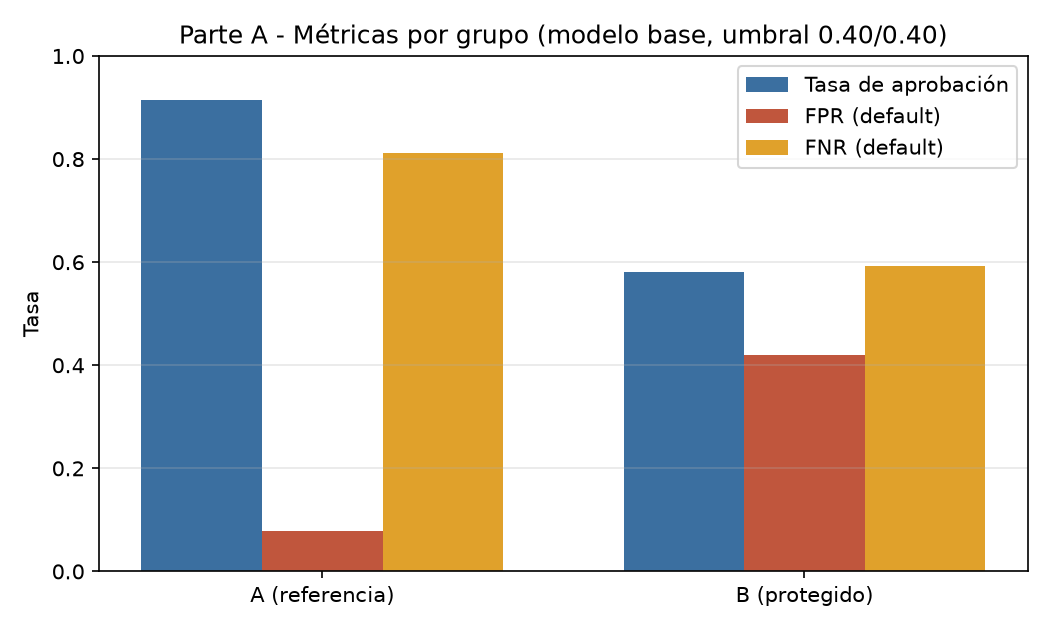 Parte A - Métricas por grupo (modelo base, umbral 0.40/0.40)
Tasa de aprobación
FPR (default)
FNR (default)
Tasa
1.0
0.8
0.6
0.4
0.2
0.0
A (referencia)
B (protegido)